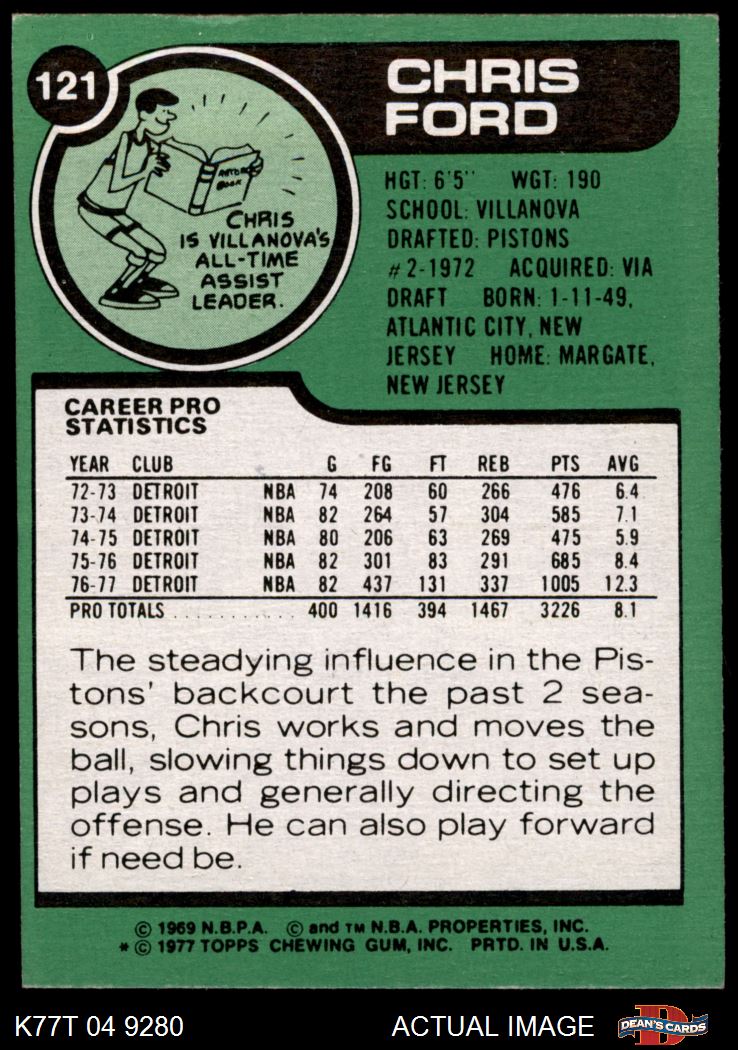 121
CHRIS
FORD
AUTOBOOK
BOOK
CHRIS
IS VILLANOVA'S
ALL-TIME
ASSIST
LEADER.
HGT: 6'5" WGT: 190
SCHOOL: VILLANOVA
DRAFTED: PISTONS
#2-1972 ACQUIRED: VIA
DRAFT BORN: 1-11-49,
ATLANTIC CITY, NEW
JERSEY HOME: MARGATE,
NEW JERSEY
CAREER PRO
STATISTICS
YEAR CLUB G FG FT REB PTS AVG
72-73 DETROIT NBA 74 208 60 266 476 6.4
73-74 DETROIT NBA 82 264 57 304 585 7.1
74-75 DETROIT NBA 80 206 63 269 475 5.9
75-76 DETROIT NBA 82 301 83 291 685 8.4
76-77 DETROIT NBA 82 437 131 337 1005 12.3
PRO TOTALS . . . . . . . . . . . . 400 1416 394 1467 3226 8.1
The steadying influence in the Pis-
tons' backcourt the past 2 sea-
sons, Chris works and moves the
ball, slowing things down to set up
plays and generally directing the
offense. He can also play forward
if need be.
© 1969 N.B.P.A. © and TM N.B.A. PROPERTIES, INC.
* © 1977 TOPPS CHEWING GUM, INC. PRTD. IN U.S.A.
K77T 04 9280 ACTUAL IMAGE DEAN'S CARDS